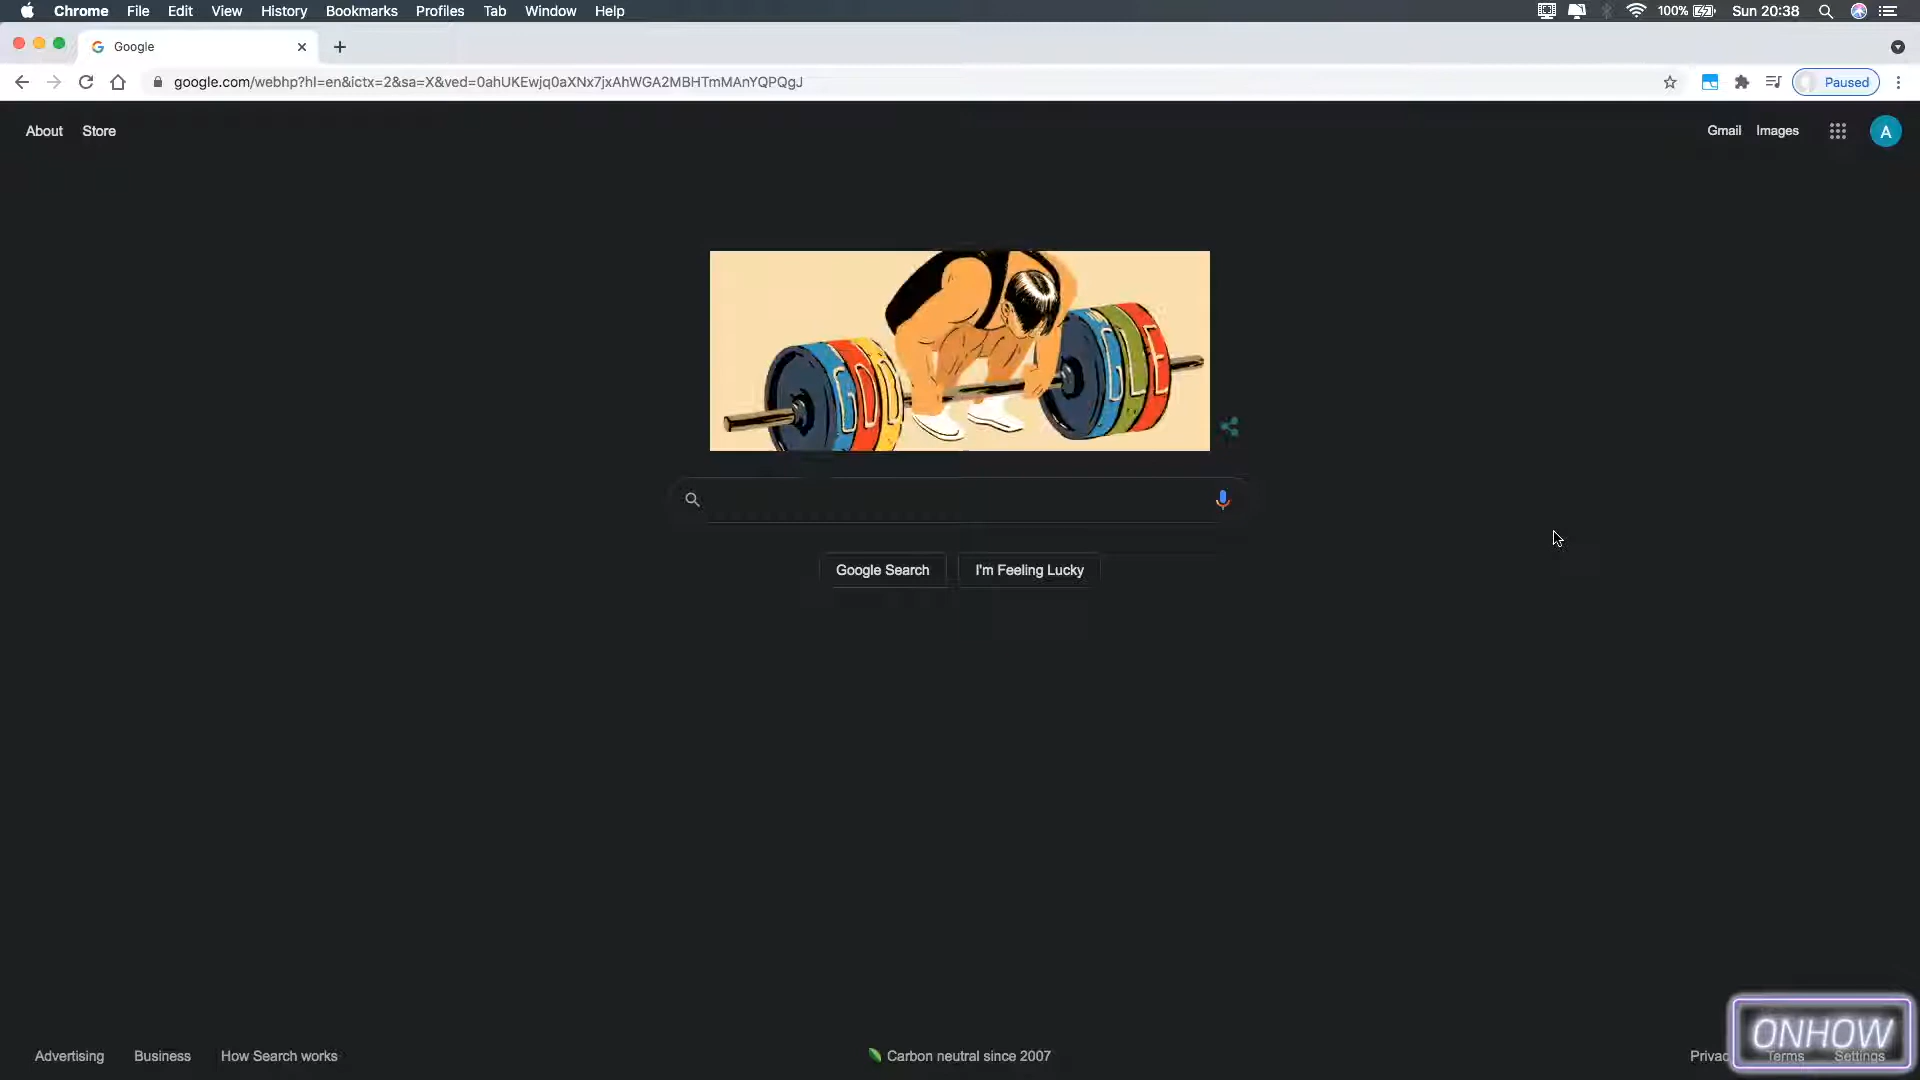 Chrome File Edit View History Bookmarks Profiles Tab Window Help 100% Sun 20:38
Google
google.com/webhp?hl=en&ictx=2&sa=X&ved=0ahUKEwjq0aXNx7jxAhWGA2MBHTmMAnYQPQgJ Paused
About Store Gmail Images A
GOO GLE
Google Search I'm Feeling Lucky
Advertising Business How Search works Carbon neutral since 2007 Privac Terms Settings
ONHOW